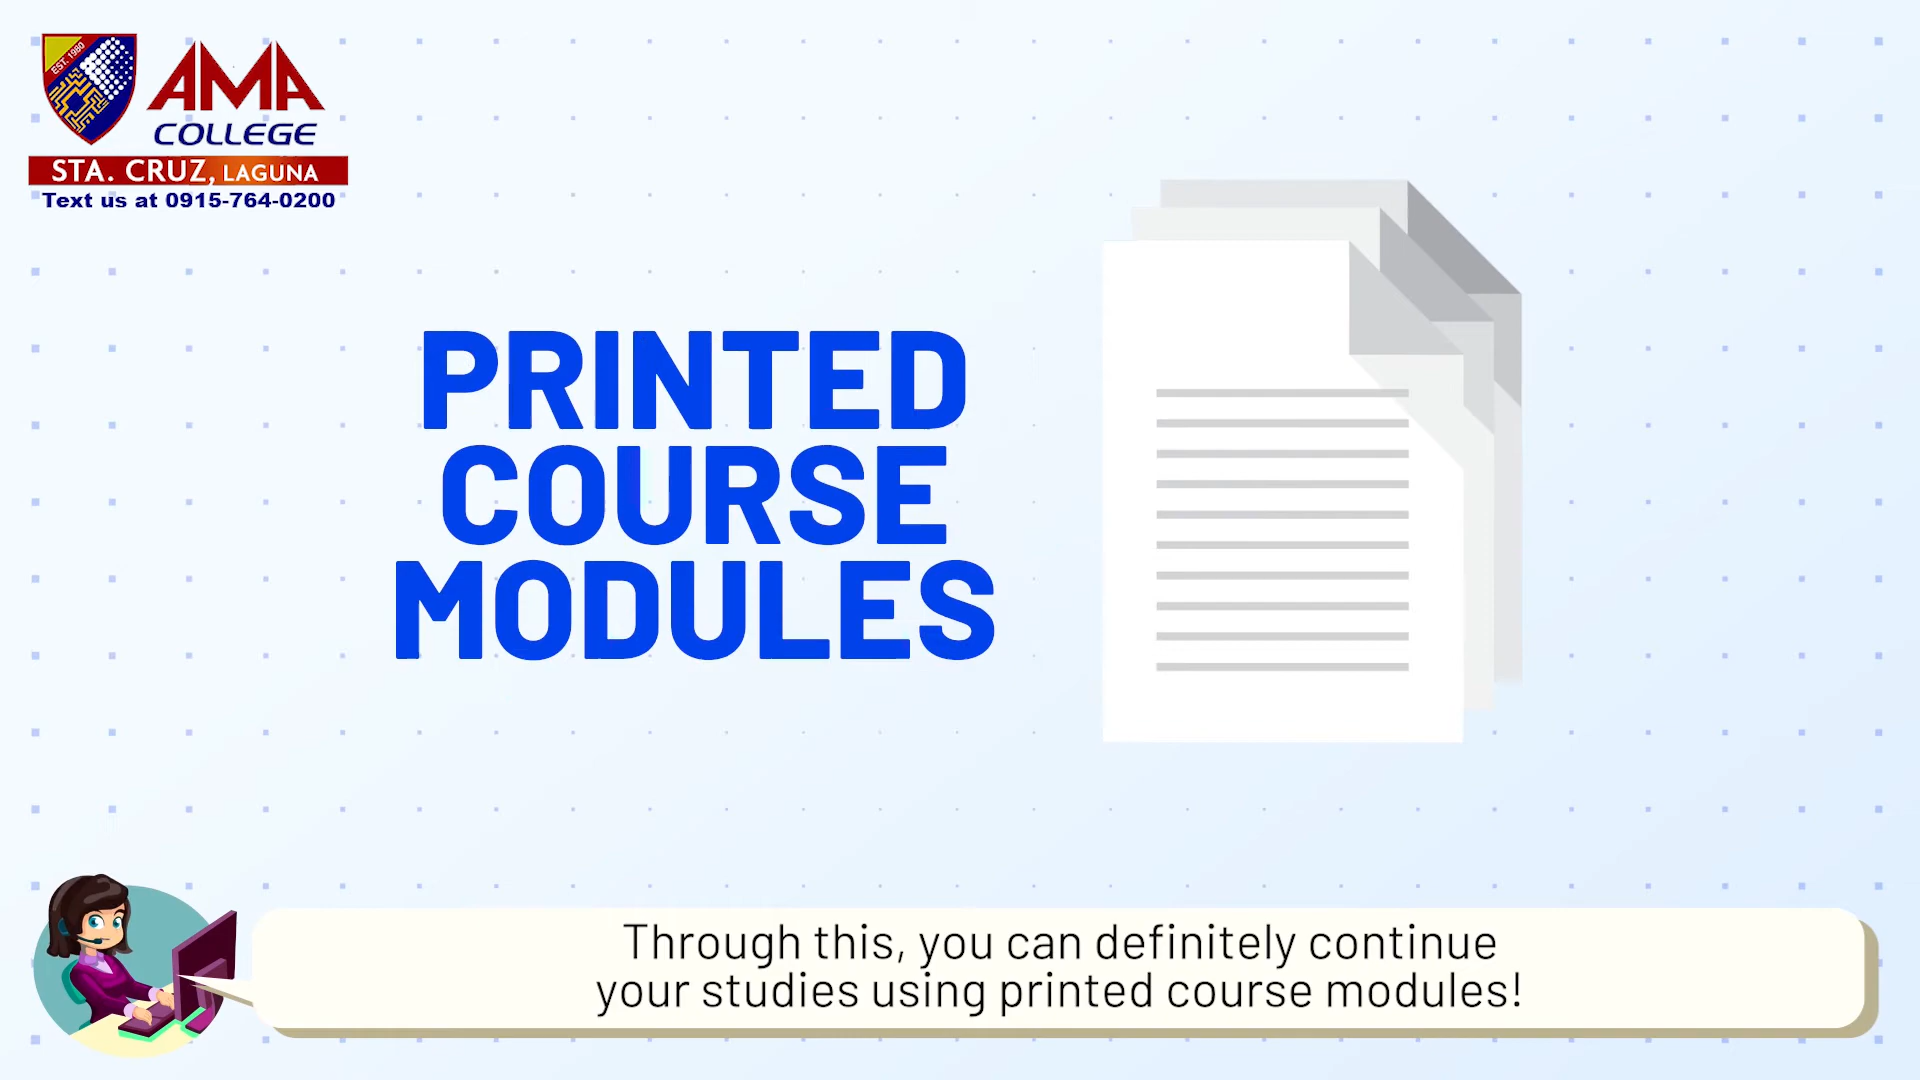 EST. 1980
AMA
COLLEGE
STA. CRUZ, LAGUNA
Text us at 0915-764-0200
PRINTED
COURSE
MODULES
Through this, you can definitely continue
your studies using printed course modules!